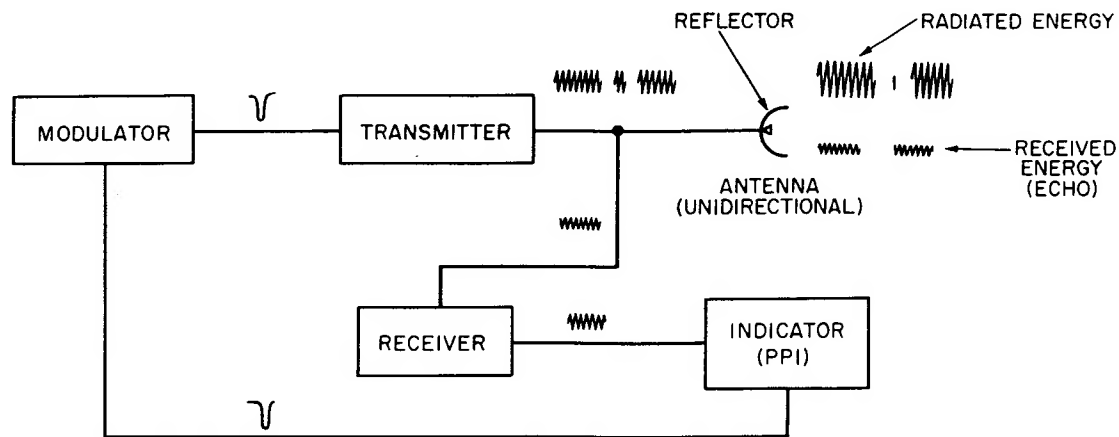 REFLECTOR
RADIATED ENERGY
MODULATOR
TRANSMITTER
ANTENNA
(UNIDIRECTIONAL)
RECEIVED
ENERGY
(ECHO)
RECEIVER
INDICATOR
(PPI)